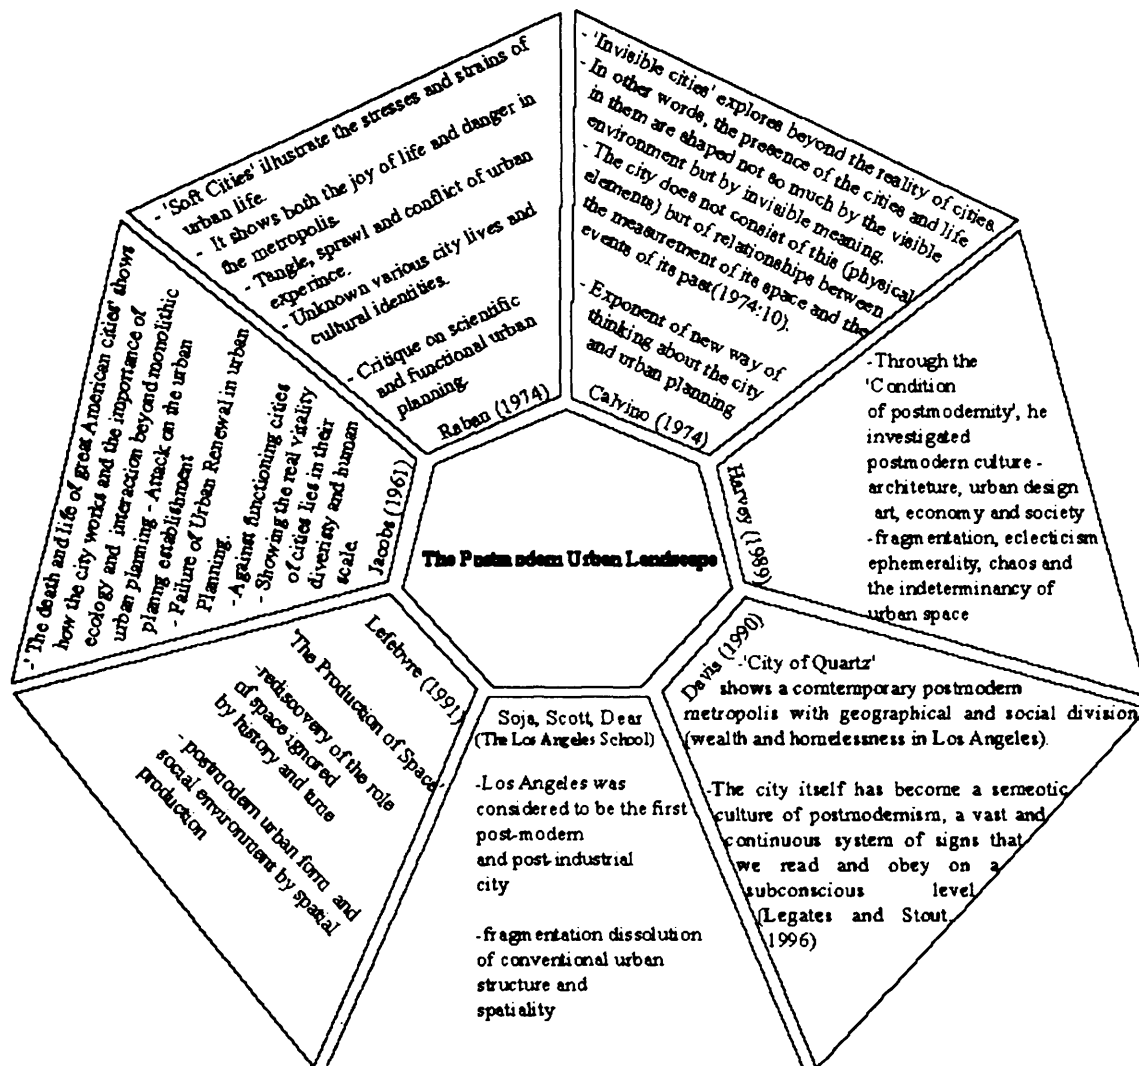 - 'Soft Cities' illustrate the stresses and strains of
urban life.
- It shows both the joy of life and danger in
the metropolis.
- Tangle, sprawl and conflict of urban
experince.
- Unknown various city lives and
cultural identities.
- Critique on scientific
and functional urban
planning.
Raban (1974)
- 'Invisible cities' explores beyond the reality of cities.
- In other words, the presence of the cities and life
in them are shaped not so much by the visible
environment but by invisible meaning.
- The city does not consist of this (physical
elements) but of relationships between
the measurement of its space and the
events of its past(1974:10).
- Exponent of new way of
thinking about the city
and urban planning
Calvino (1974)
- Through the
'Condition
of postmodernity', he
investigated
postmodern culture -
architeture, urban design
art, economy and society
- fragmentation, eclecticism
ephemerality, chaos and
the indeterminancy of
urban space
Harvey (1989)
Davis (1990)
-'City of Quartz'
shows a comtemporary postmodern
metropolis with geographical and social division
(wealth and homelessness in Los Angeles).
-The city itself has become a semeotic
culture of postmodernism, a vast and
continuous system of signs that
we read and obey on a
subconscious level
(Legates and Stout,
1996)
Soja, Scott, Dear
(The Los Angeles School)
-Los Angeles was
considered to be the first
post-modern
and post-industrial
city
-fragmentation dissolution
of conventional urban
structure and
spatiality
Lefebvre (1991)
'The Production of Space'
-rediscovery of the role
of space ignored
by history and time
- postmodern urban form and
social environment by spatial
production
-'The death and life of great American cities' shows
how the city works and the importance of
ecology and interaction beyond monolithic
urban planning - Attack on the urban
planng establishment
- Failure of Urban Renewal in urban
Planning.
- Against functioning cities
- Showing the real vitality
of cities lies in their
diveristy and human
scale.
Jacobs (1961)
The Postmodern Urban Landscape